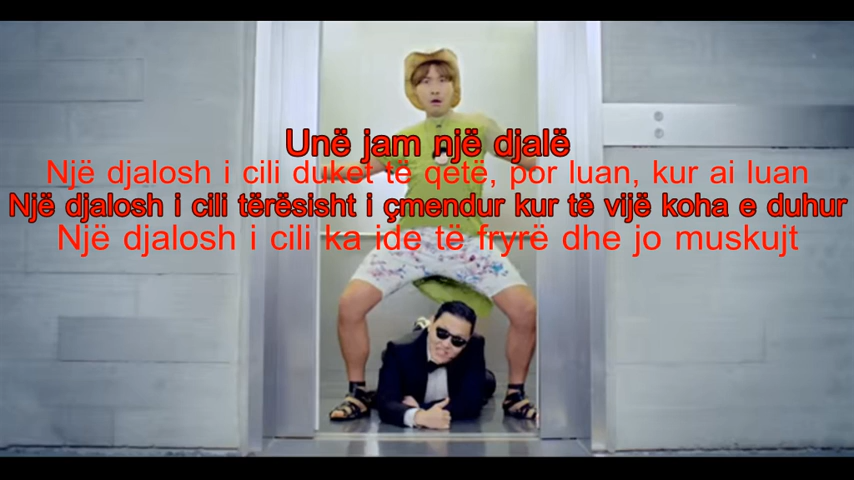 Unë jam një djalë
Një djalosh i cili duket të qetë, por luan, kur ai luan
Një djalosh i cili tërësisht i çmendur kur të vijë koha e duhur
Një djalosh i cili ka ide të fryrë dhe jo muskujt